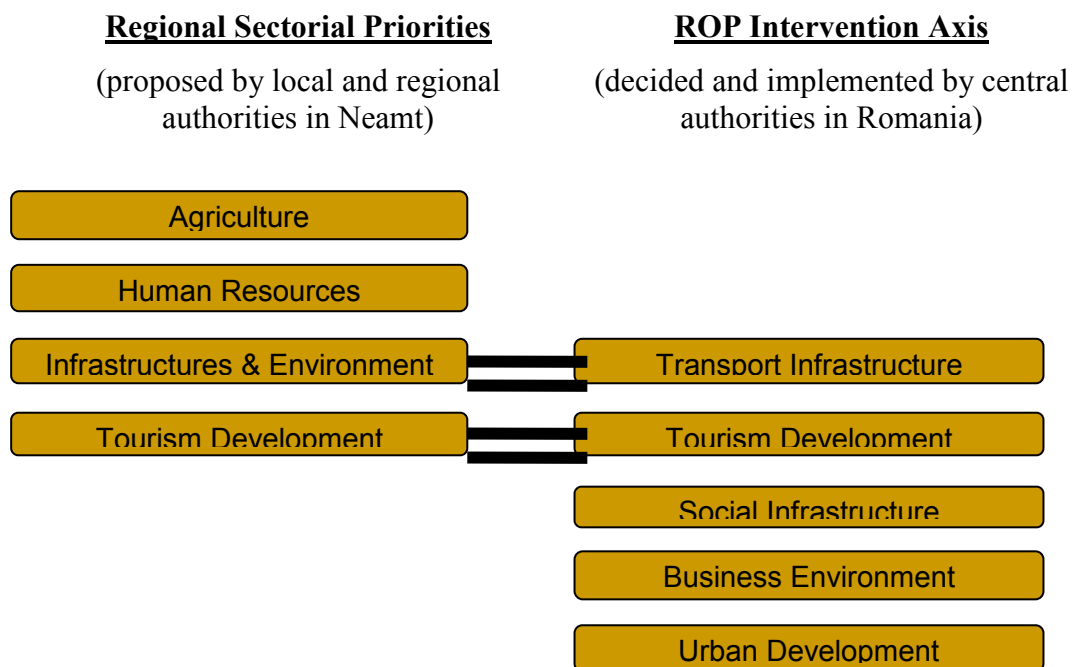 Regional Sectorial Priorities
(proposed by local and regional
authorities in Neamt)
ROP Intervention Axis
(decided and implemented by central
authorities in Romania)
Agriculture
Human Resources
Infrastructures & Environment
Transport Infrastructure
Tourism Development
Tourism Development
Social Infrastructure
Business Environment
Urban Development